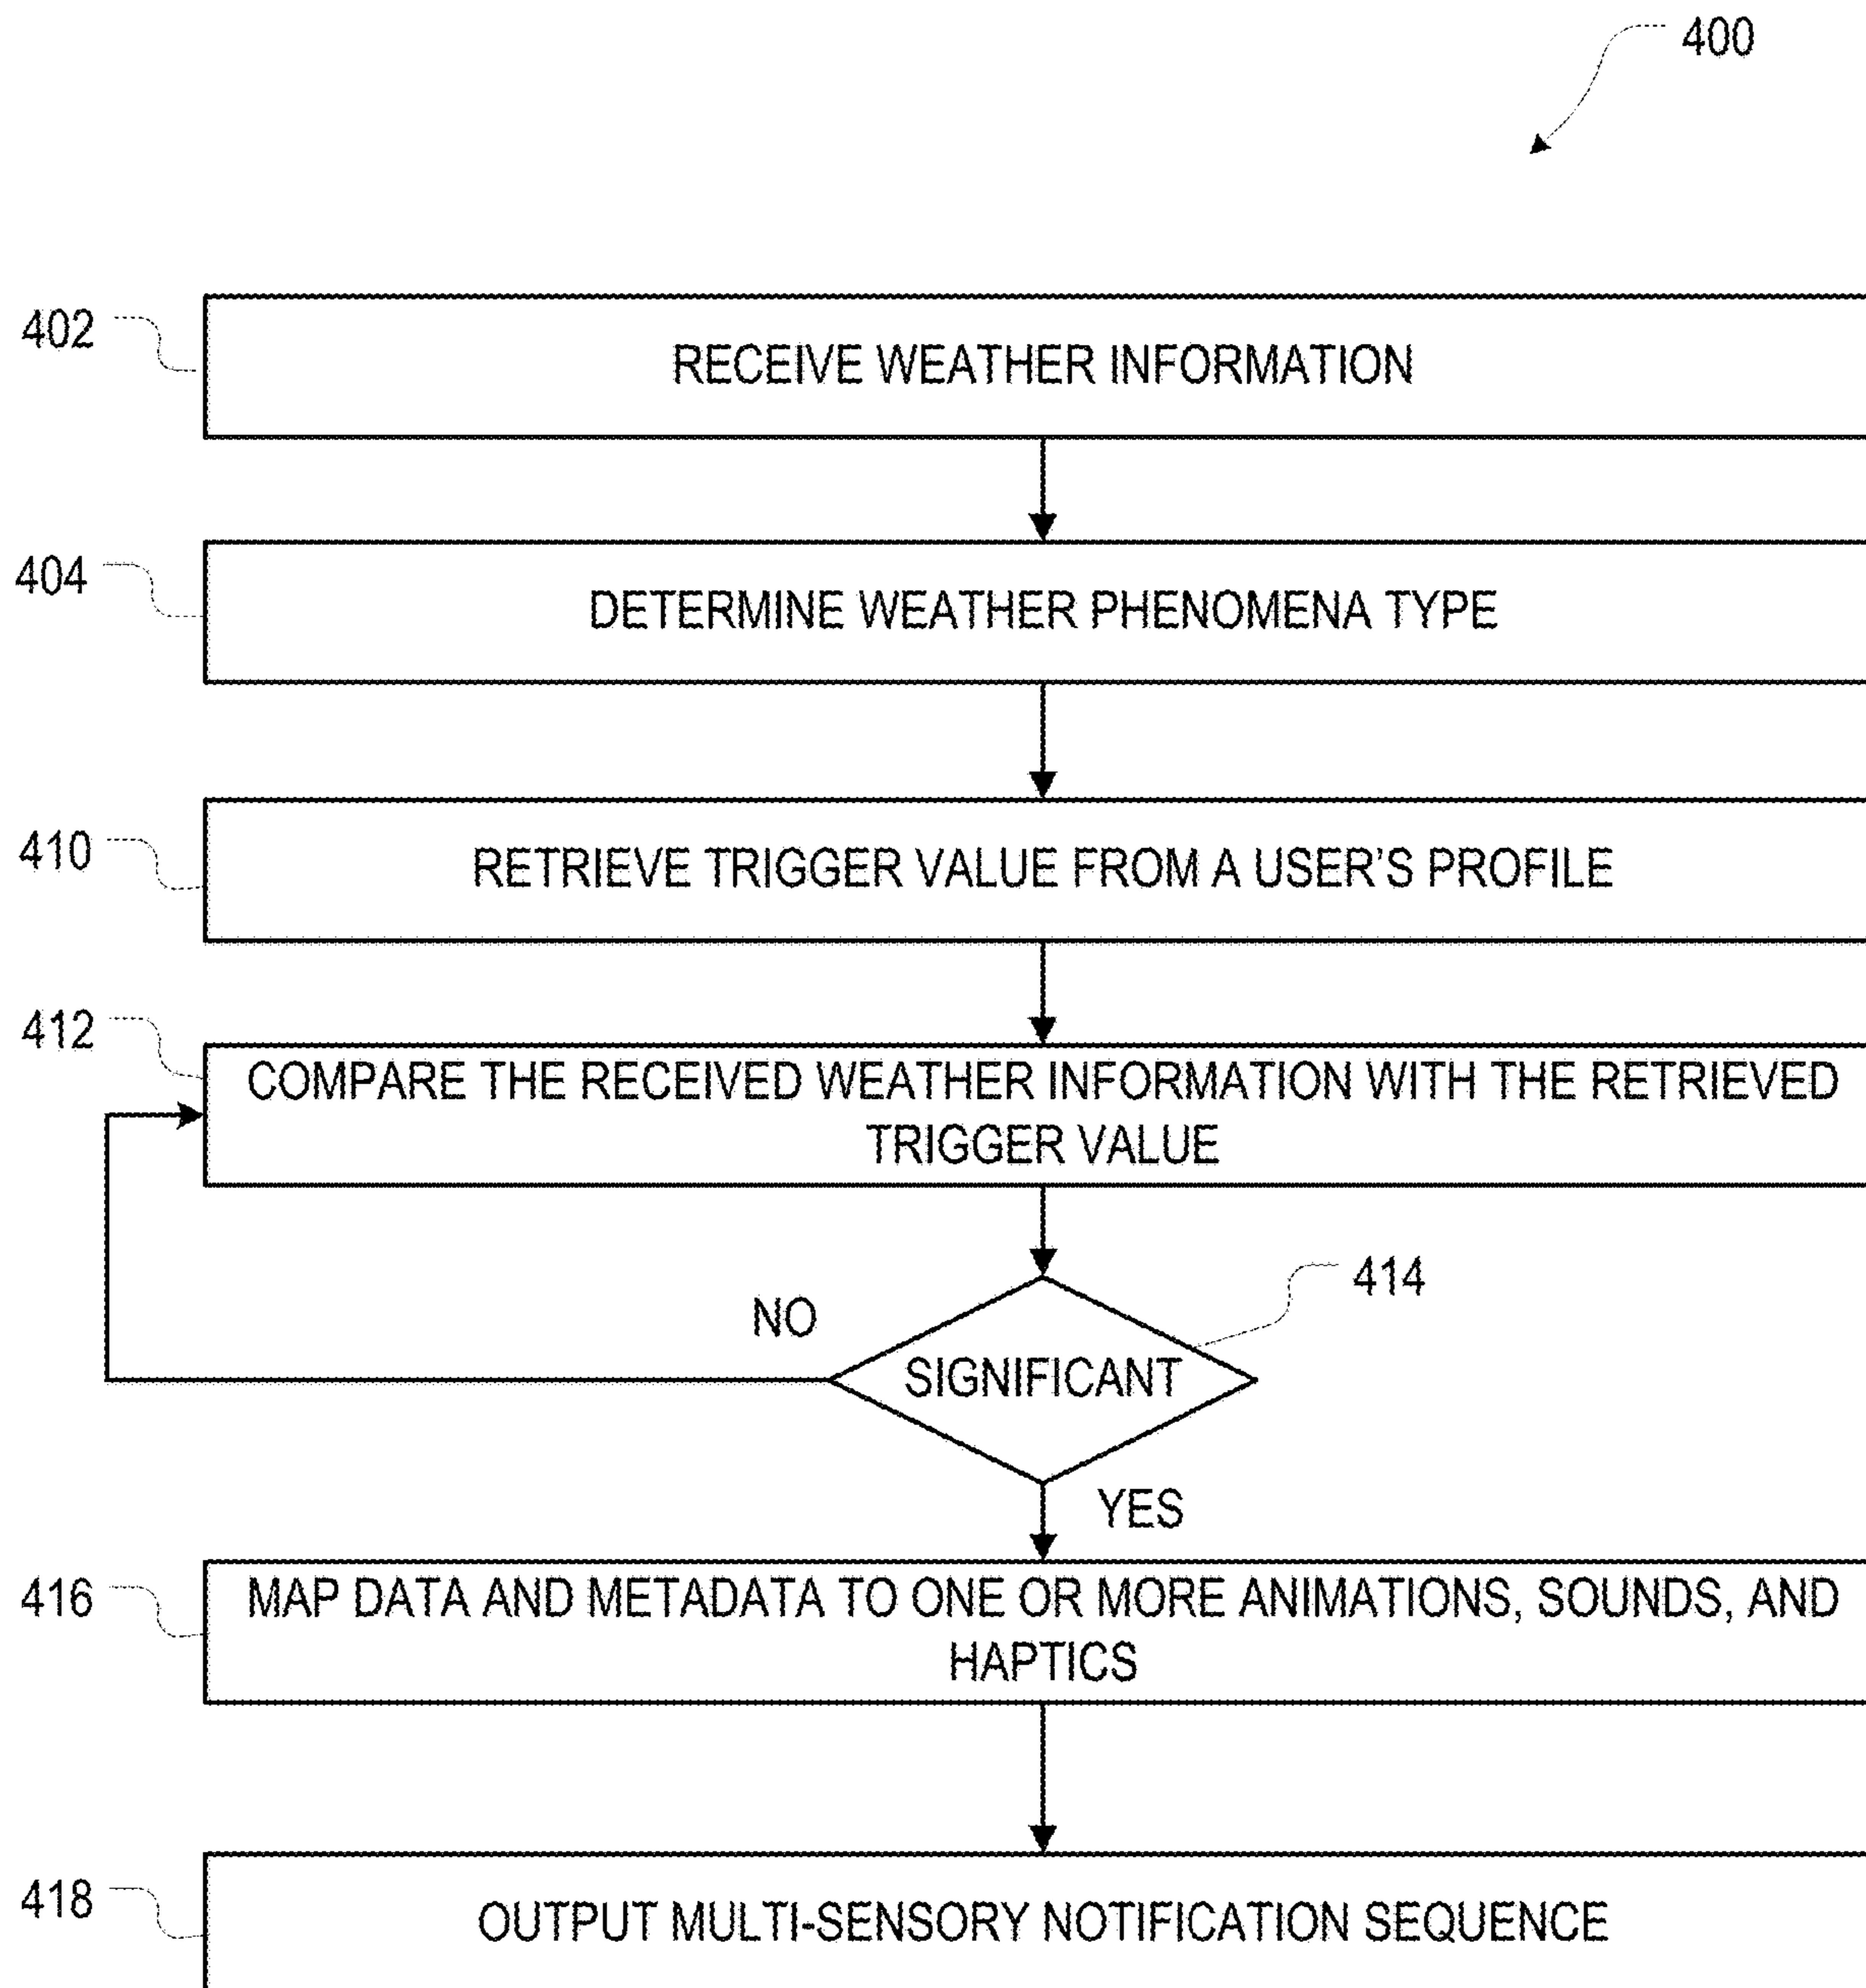 400
402
RECEIVE WEATHER INFORMATION
404
DETERMINE WEATHER PHENOMENA TYPE
410
RETRIEVE TRIGGER VALUE FROM A USER'S PROFILE
412
COMPARE THE RECEIVED WEATHER INFORMATION WITH THE RETRIEVED
TRIGGER VALUE
414
NO
SIGNIFICANT
YES
416
MAP DATA AND METADATA TO ONE OR MORE ANIMATIONS, SOUNDS, AND
HAPTICS
418
OUTPUT MULTI-SENSORY NOTIFICATION SEQUENCE